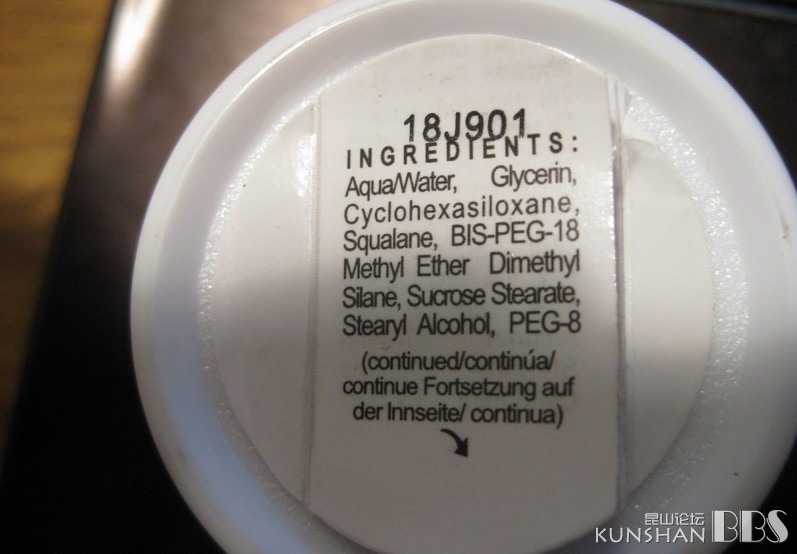 18J901
INGREDIENTS:
Aqua/Water, Glycerin,
Cyclohexasiloxane,
Squalane, BIS-PEG-18
Methyl Ether Dimethyl
Silane, Sucrose Stearate,
Stearyl Alcohol, PEG-8
(continued/continúa/
continue Fortsetzung auf
der Innseite/ continua)
昆山论坛
KUNSHAN BBS